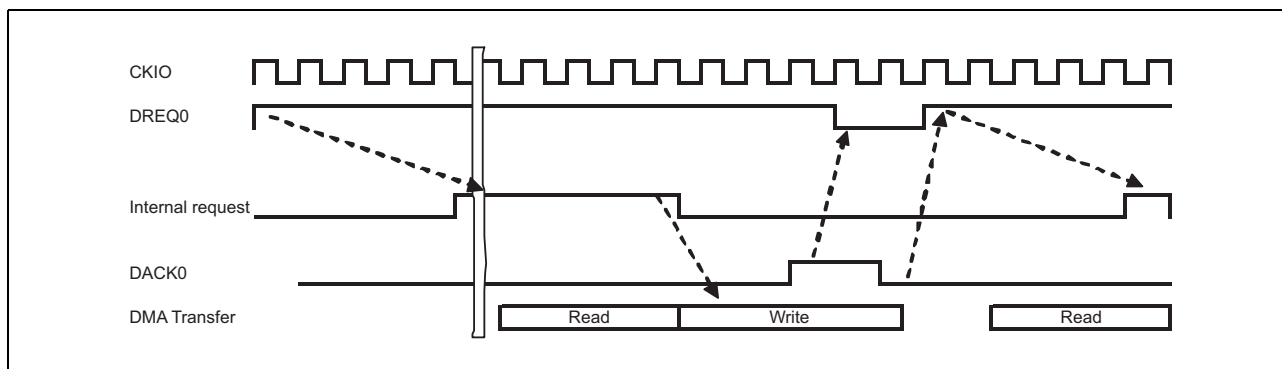 CKIO
DREQ0
Internal request
DACK0
DMA Transfer Read Write Read